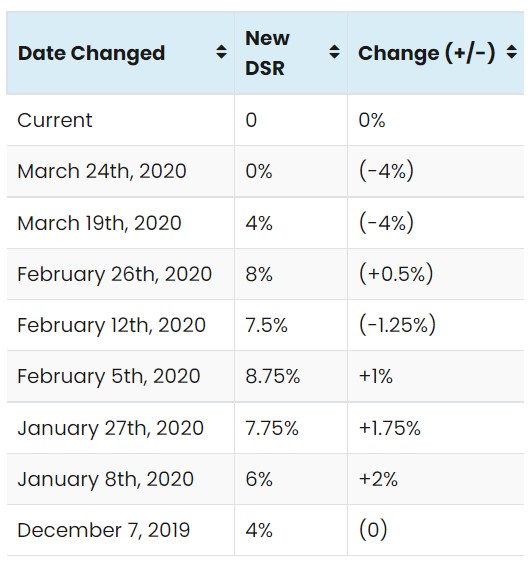 Date Changed New DSR Change (+/-)
Current 0 0%
March 24th, 2020 0% (-4%)
March 19th, 2020 4% (-4%)
February 26th, 2020 8% (+0.5%)
February 12th, 2020 7.5% (-1.25%)
February 5th, 2020 8.75% +1%
January 27th, 2020 7.75% +1.75%
January 8th, 2020 6% +2%
December 7, 2019 4% (0)